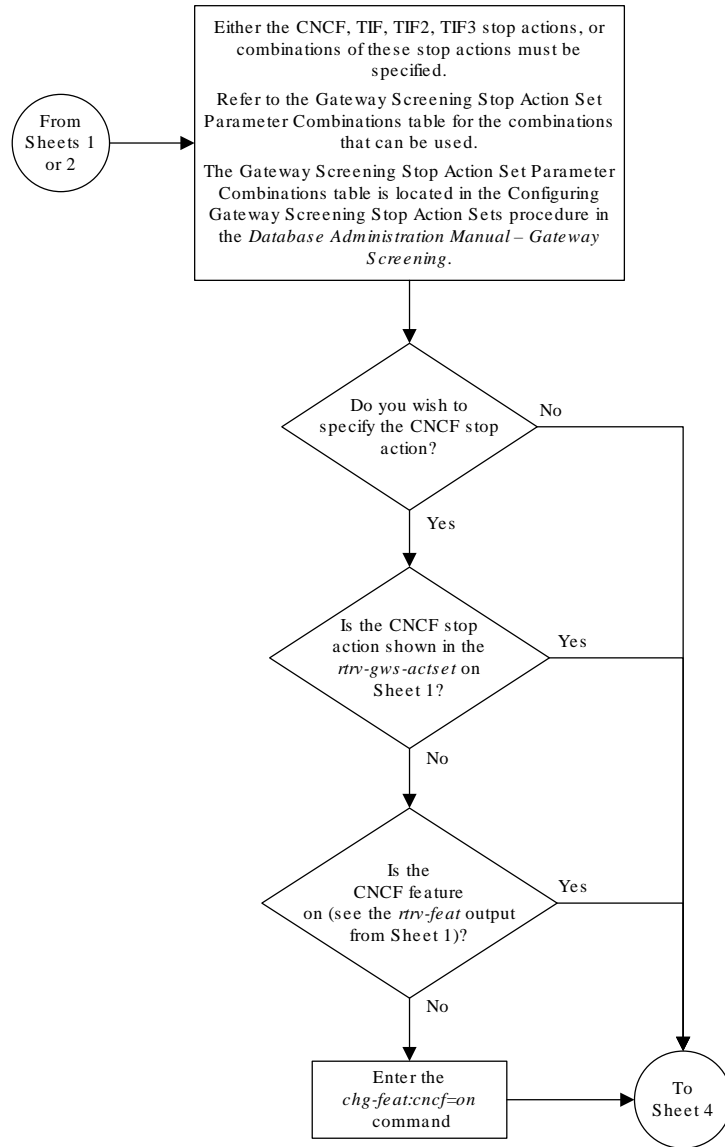 Either the CNCF, TIF, TIF2, TIF3 stop actions, or
combinations of these stop actions must be
specified.
Refer to the Gateway Screening Stop Action Set
Parameter Combinations table for the combinations
that can be used.
The Gateway Screening Stop Action Set Parameter
Combinations table is located in the Configuring
Gateway Screening Stop Action Sets procedure in
the Database Administration Manual – Gateway
Screening.
From
Sheets 1
or 2
Do you wish to
specify the CNCF stop
action?
No
Yes
Is the CNCF stop
action shown in the
rtrv-gws-actset on
Sheet 1?
Yes
No
Is the
CNCF feature
on (see the rtrv-feat output
from Sheet 1)?
Yes
No
Enter the
chg-feat:cncf=on
command
To
Sheet 4